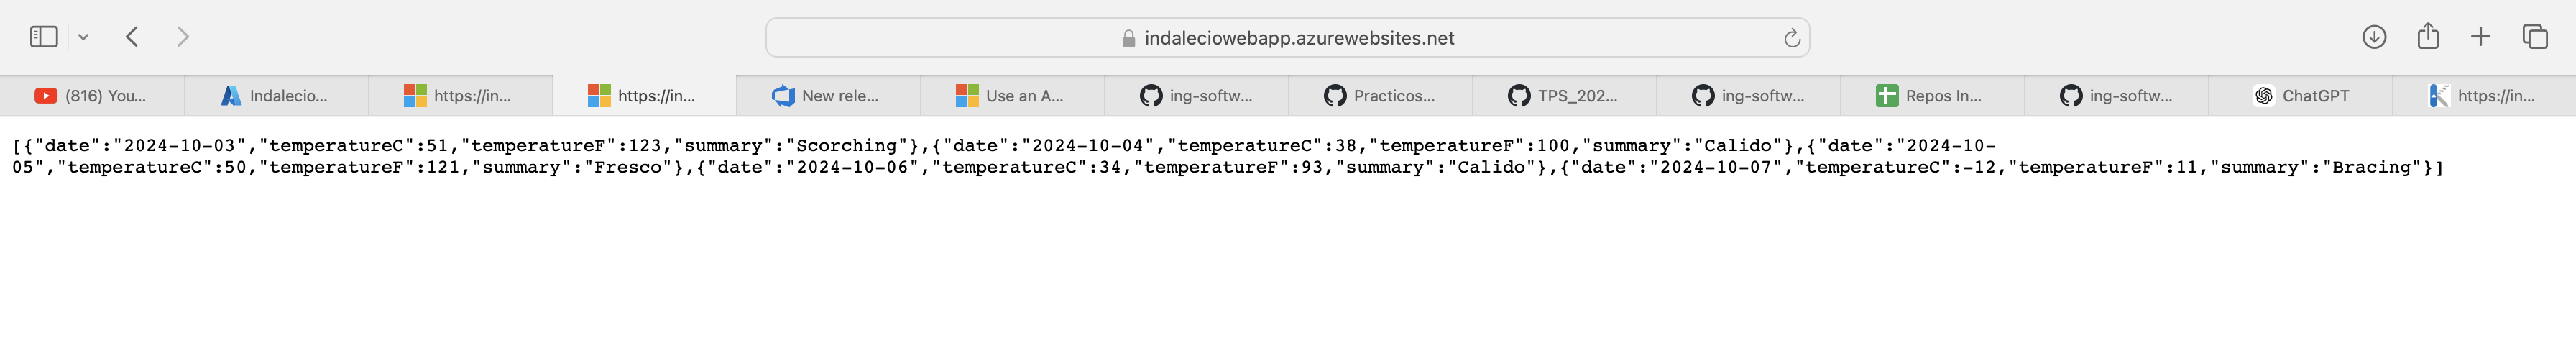 indaleciowebapp.azurewebsites.net
(816) You...
Indalecio...
https://in...
https://in...
New rele...
Use an A...
ing-softw...
Practicos...
TPS_202...
ing-softw...
Repos In...
ing-softw...
ChatGPT
https://in...
[{"date":"2024-10-03","temperatureC":51,"temperatureF":123,"summary":"Scorching"},{"date":"2024-10-04","temperatureC":38,"temperatureF":100,"summary":"Calido"},{"date":"2024-10-
05","temperatureC":50,"temperatureF":121,"summary":"Fresco"},{"date":"2024-10-06","temperatureC":34,"temperatureF":93,"summary":"Calido"},{"date":"2024-10-07","temperatureC":-12,"temperatureF":11,"summary":"Bracing"}]